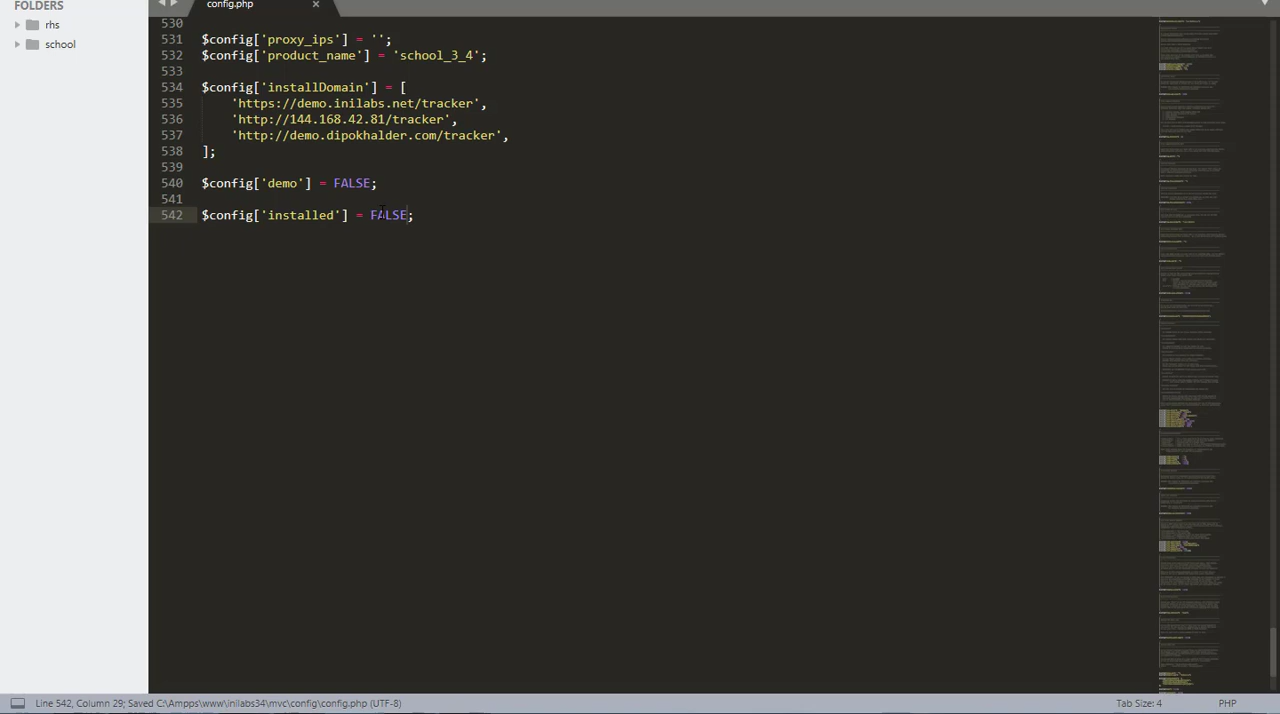 FOLDERS
rhs
school
config.php
530
531 $config['proxy_ips'] = '';
532 $config['product_name'] = 'school_3_4';
533
534 $config['installDomain'] = [
535 'https://demo.inilabs.net/tracker',
536 'http://144.168.42.81/tracker',
537 'http://demo.dipokhalder.com/tracker',
538 ];
539
540 $config['demo'] = FALSE;
541
542 $config['installed'] = FALSE;
Line 542, Column 29; Saved C:\Ampps\www\inilabs34\mvc\config\config.php (UTF-8)
Tab Size: 4
PHP